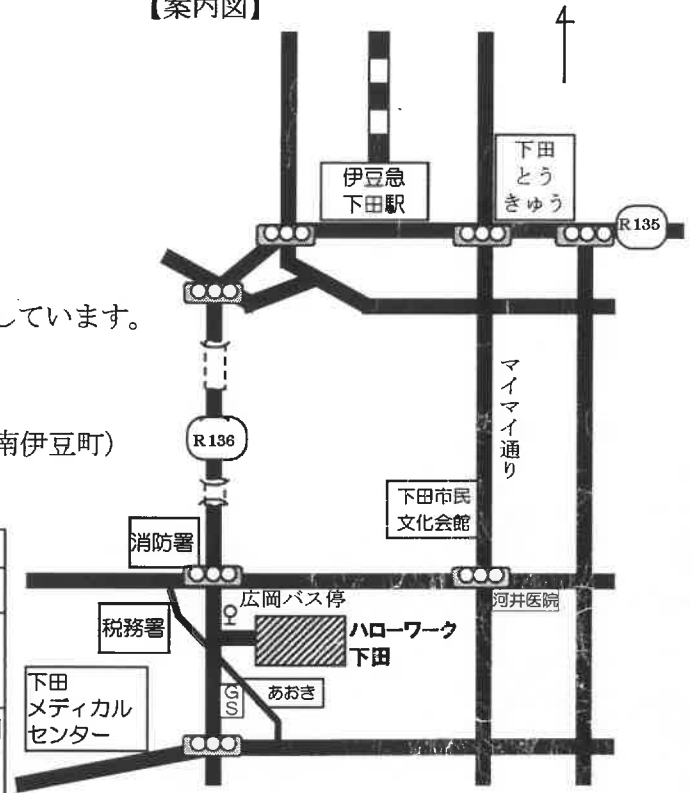 【案内図】
伊豆急
下田駅
下田
とう
きゅう
R135
しています。
マイマイ通り
南伊豆町)
R136
下田市民
文化会館
消防署
広岡バス停
河井医院
税務署
ハローワーク
下田
下田
メディカル
センター
GS
あおき